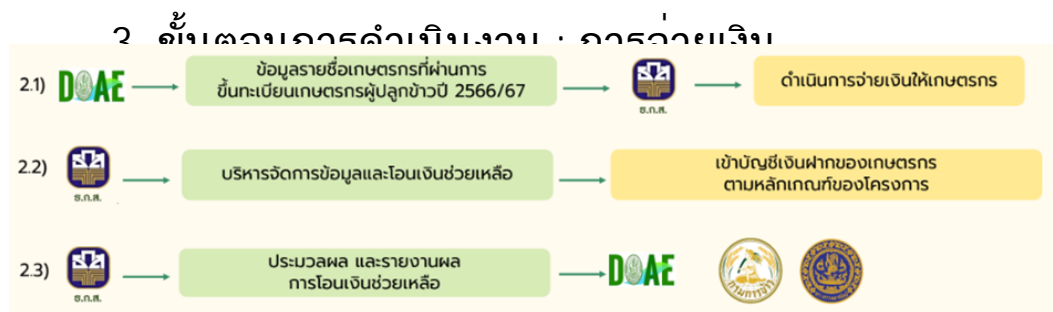 3. ขั้นตอนการดำเนินงาน : การจ่ายเงิน
2.1) DOAE
ข้อมูลรายชื่อเกษตรกรที่ผ่านการ
ขึ้นทะเบียนเกษตรกรผู้ปลูกข้าวปี 2566/67
ธ.ก.ส.
ดำเนินการจ่ายเงินให้เกษตรกร
2.2)
ธ.ก.ส.
บริหารจัดการข้อมูลและโอนเงินช่วยเหลือ
เข้าบัญชีเงินฝากของเกษตรกร
ตามหลักเกณฑ์ของโครงการ
2.3)
ธ.ก.ส.
ประมวลผล และรายงานผล
การโอนเงินช่วยเหลือ
DOAE
กรมการข้าว